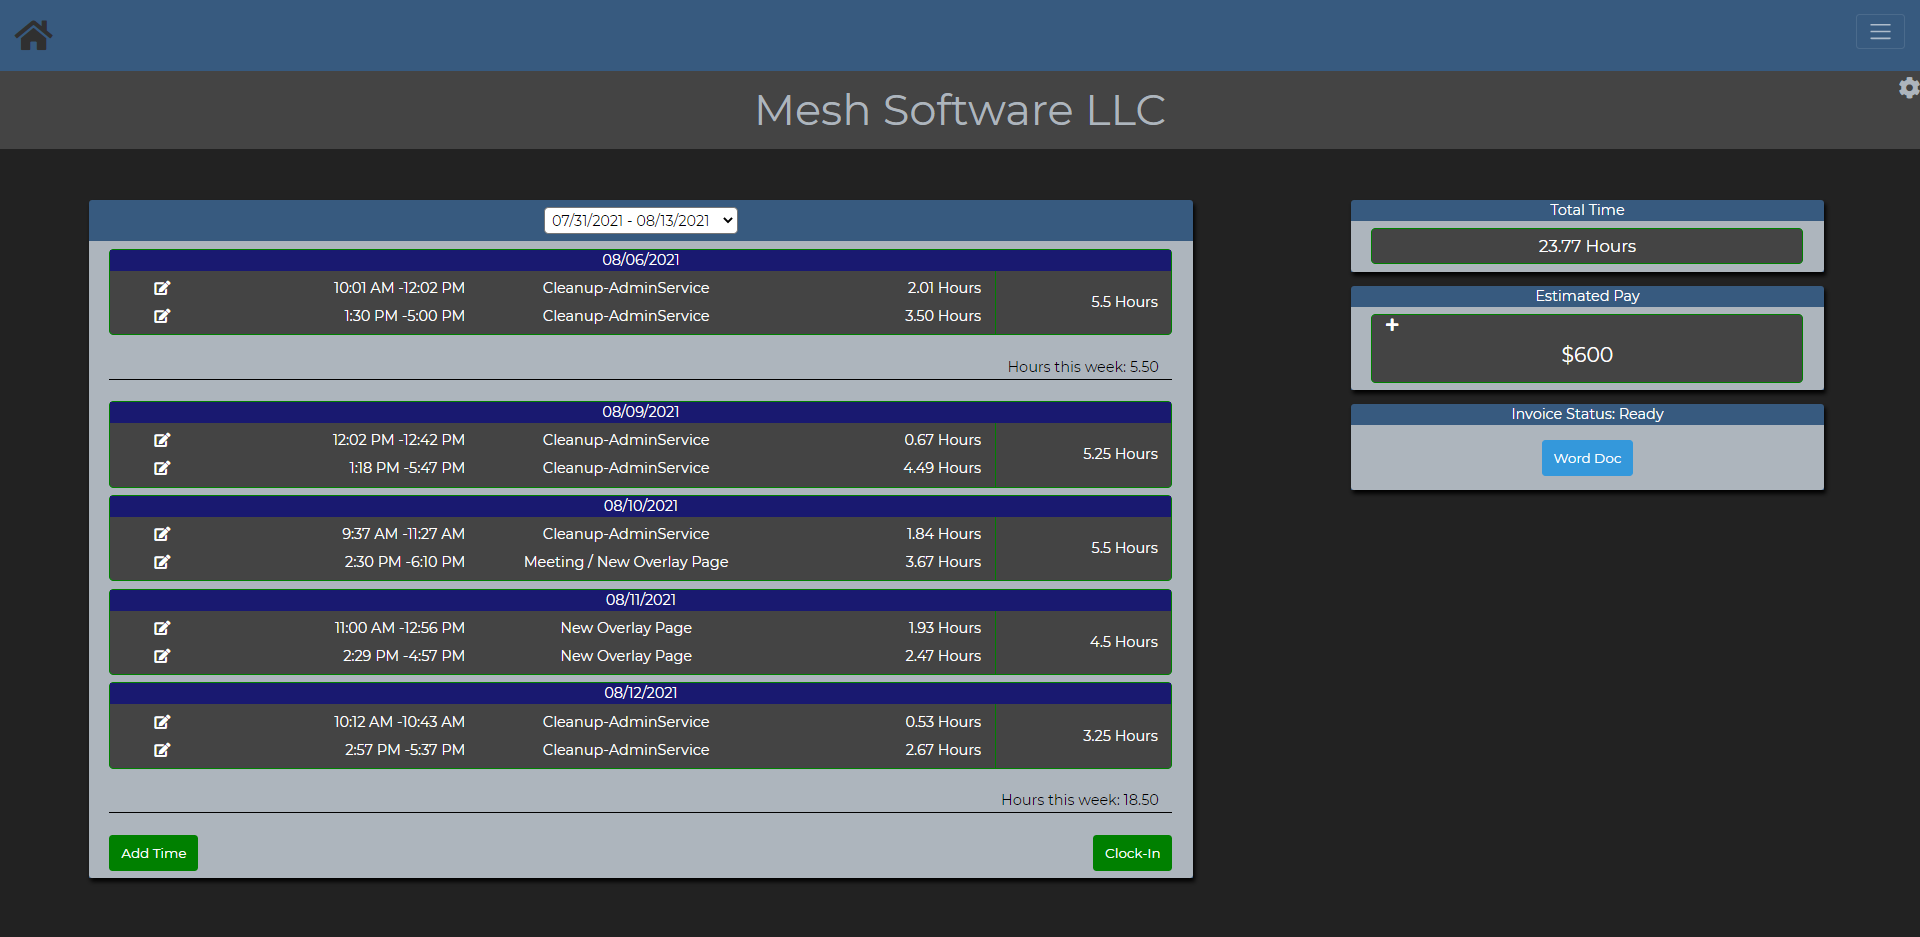 Mesh Software LLC
07/31/2021 - 08/13/2021
08/06/2021
10:01 AM -12:02 PM Cleanup-AdminService 2.01 Hours
1:30 PM -5:00 PM Cleanup-AdminService 3.50 Hours
5.5 Hours
Hours this week: 5.50
08/09/2021
12:02 PM -12:42 PM Cleanup-AdminService 0.67 Hours
1:18 PM -5:47 PM Cleanup-AdminService 4.49 Hours
5.25 Hours
08/10/2021
9:37 AM -11:27 AM Cleanup-AdminService 1.84 Hours
2:30 PM -6:10 PM Meeting / New Overlay Page 3.67 Hours
5.5 Hours
08/11/2021
11:00 AM -12:56 PM New Overlay Page 1.93 Hours
2:29 PM -4:57 PM New Overlay Page 2.47 Hours
4.5 Hours
08/12/2021
10:12 AM -10:43 AM Cleanup-AdminService 0.53 Hours
2:57 PM -5:37 PM Cleanup-AdminService 2.67 Hours
3.25 Hours
Hours this week: 18.50
Add Time
Clock-In
Total Time
23.77 Hours
Estimated Pay
$600
Invoice Status: Ready
Word Doc